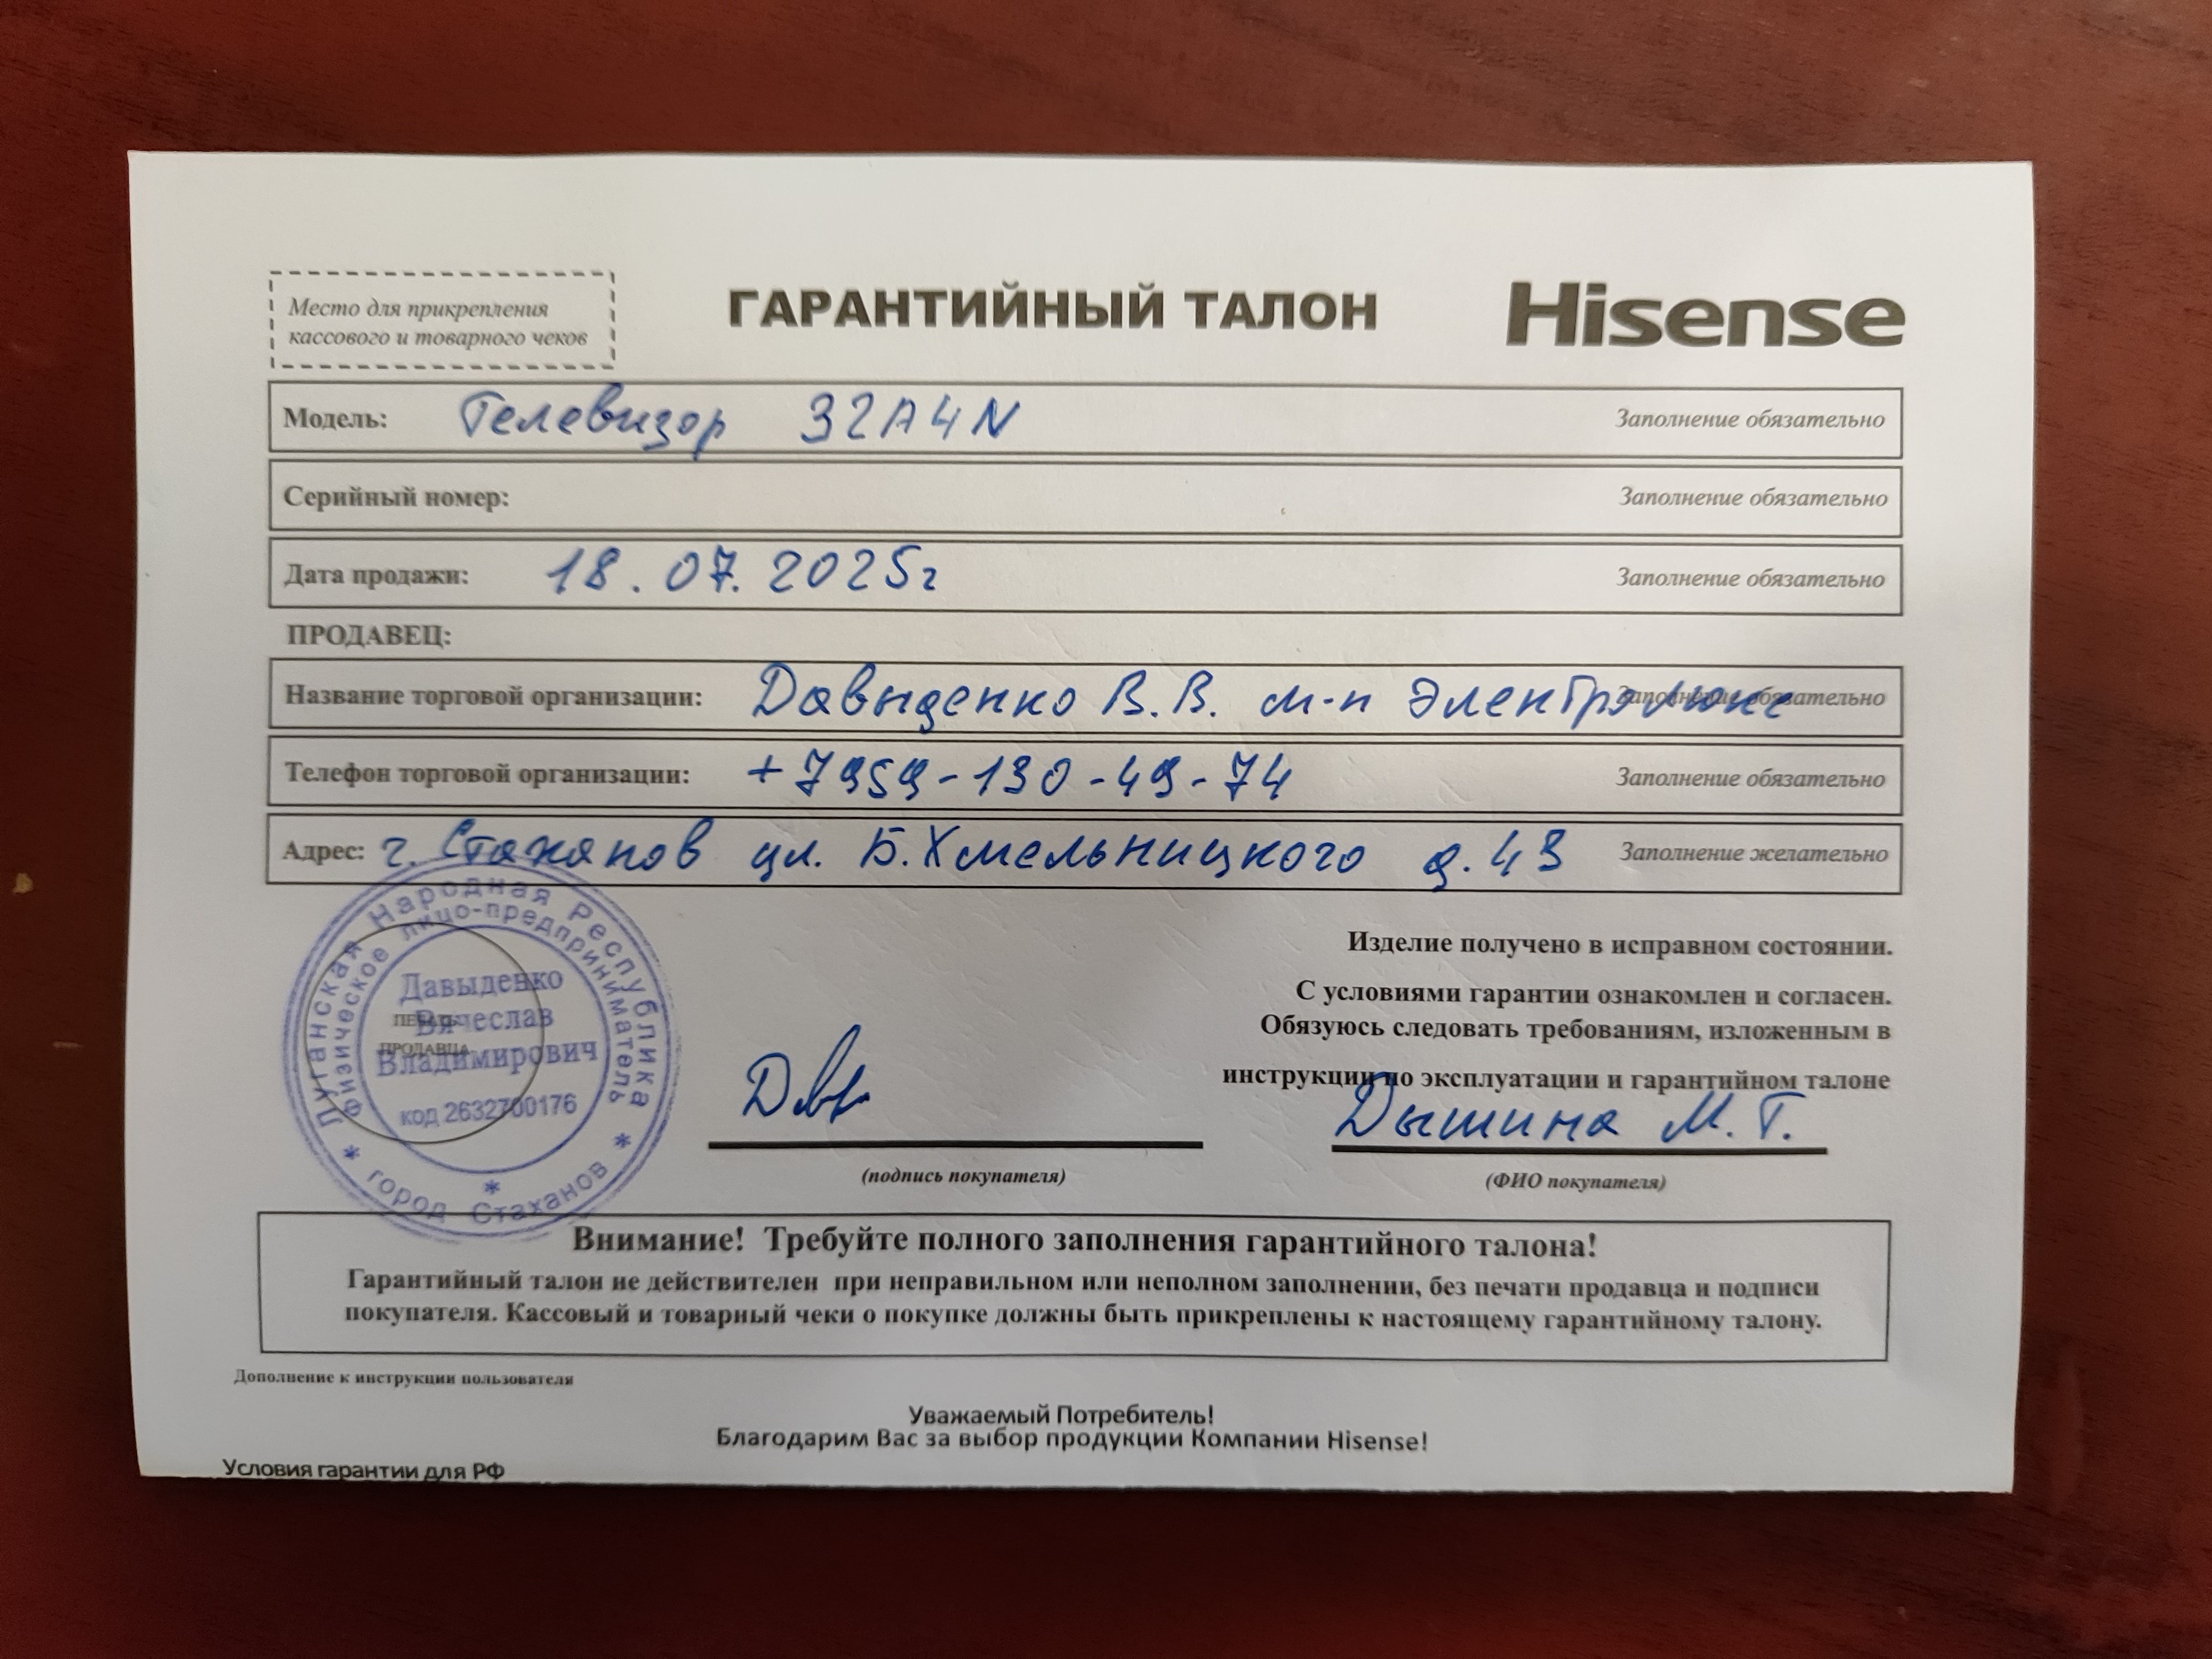 Место для прикрепления
кассового и товарного чеков
ГАРАНТИЙНЫЙ ТАЛОН
Hisense
Модель: Телевизор 32A4N Заполнение обязательно
Серийный номер: Заполнение обязательно
Дата продажи: 18.07.2025г Заполнение обязательно
ПРОДАВЕЦ:
Название торговой организации: Давыденко В.В. м-н Электролюкс Заполнение обязательно
Телефон торговой организации: +7959-130-49-74 Заполнение обязательно
Адрес: г. Стаханов ул. Б.Хмельницкого д.43 Заполнение желательно
Луганская Народная Республика
физическое лицо-предприниматель
Давыденко
Вячеслав
Владимирович
код 2632700176
город Стаханов
ПЕЧАТЬ
ПРОДАВЦА
Изделие получено в исправном состоянии.
С условиями гарантии ознакомлен и согласен.
Обязуюсь следовать требованиям, изложенным в
инструкции по эксплуатации и гарантийном талоне
Дышина М.Т.
(подпись покупателя)
(ФИО покупателя)
Внимание! Требуйте полного заполнения гарантийного талона!
Гарантийный талон не действителен при неправильном или неполном заполнении, без печати продавца и подписи
покупателя. Кассовый и товарный чеки о покупке должны быть прикреплены к настоящему гарантийному талону.
Дополнение к инструкции пользователя
Уважаемый Потребитель!
Благодарим Вас за выбор продукции Компании Hisense!
Условия гарантии для РФ